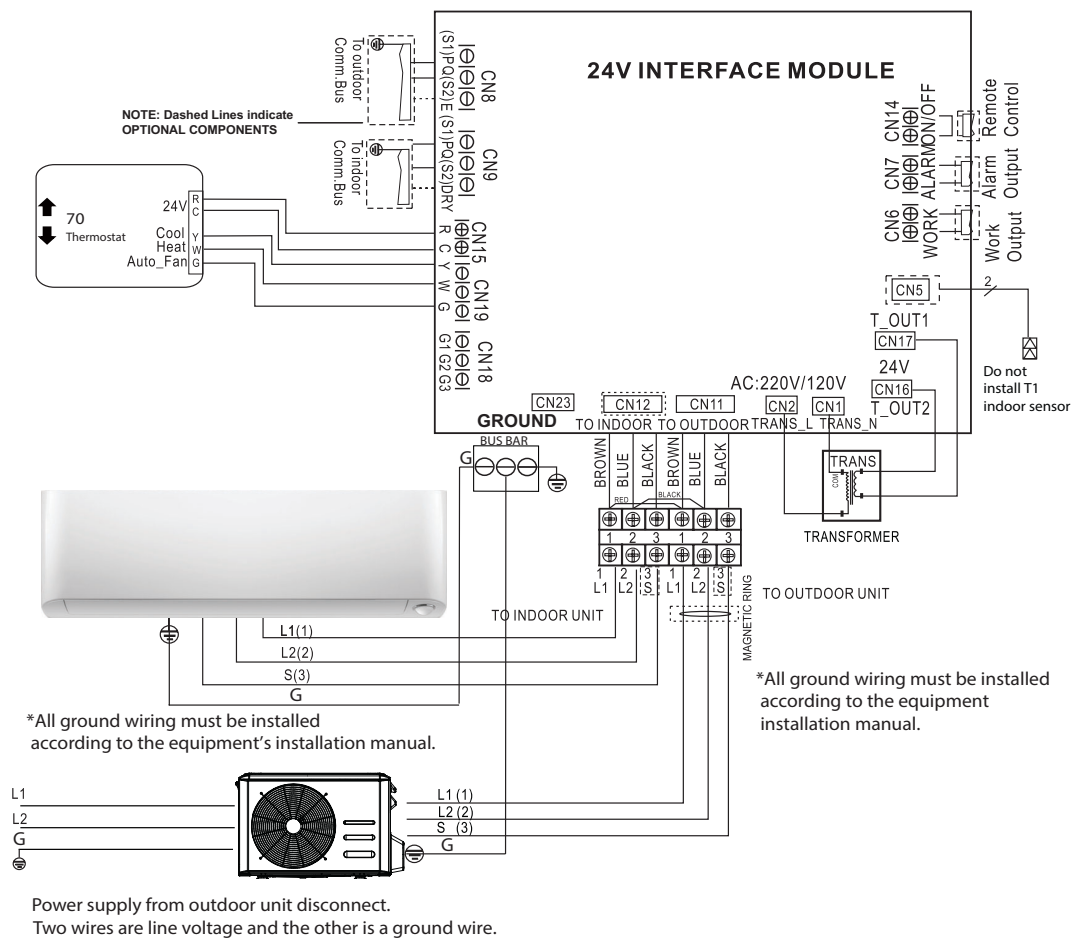 24V INTERFACE MODULE
To outdoor
Comm.Bus
(S1)PQ(S2)E
CN8
NOTE: Dashed Lines indicate
OPTIONAL COMPONENTS
To indoor
Comm.Bus
(S1)PQ(S2)DRY
CN9
70
Thermostat
24V
Cool
Heat
Auto_Fan
R
C
Y
W
G
R
C
Y
W
G
CN15
CN19
G1 G2 G3
CN18
CN14
ON/OFF
Remote
Control
CN7
ALARM
Alarm
Output
CN6
WORK
Work
Output
CN5
2
T_OUT1
CN17
24V
CN16
T_OUT2
Do not
install T1
indoor sensor
AC:220V/120V
CN23
CN12
CN11
CN2
CN1
GROUND
TO INDOOR
TO OUTDOOR
TRANS_L
TRANS_N
BUS BAR
G
BROWN
BLUE
BLACK
BROWN
BLUE
BLACK
RED
BLACK
TRANS
COM
TRANSFORMER
1 2 3 1 2 3
1 2 3 1 2 3
L1 L2 S L1 L2 S
TO INDOOR UNIT
TO OUTDOOR UNIT
MAGNETIC RING
L1(1)
L2(2)
S(3)
G
*All ground wiring must be installed
according to the equipment’s installation manual.
*All ground wiring must be installed
according to the equipment
installation manual.
L1
L2
G
L1 (1)
L2 (2)
S (3)
G
Power supply from outdoor unit disconnect.
Two wires are line voltage and the other is a ground wire.